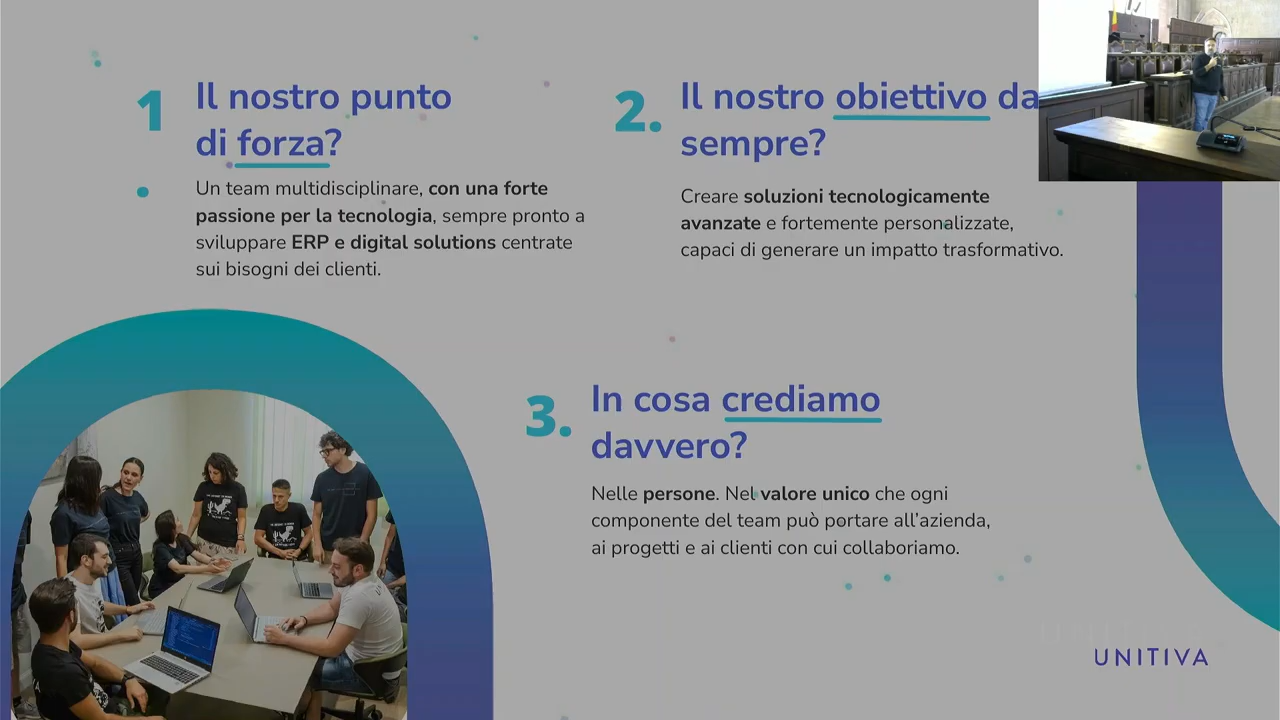 1
Il nostro punto
di forza?
Un team multidisciplinare, con una forte
passione per la tecnologia, sempre pronto a
sviluppare ERP e digital solutions centrate
sui bisogni dei clienti.
2.
Il nostro obiettivo da
sempre?
Creare soluzioni tecnologicamente
avanzate e fortemente personalizzate,
capaci di generare un impatto trasformativo.
3.
In cosa crediamo
davvero?
Nelle persone. Nel valore unico che ogni
componente del team può portare all'azienda,
ai progetti e ai clienti con cui collaboriamo.
UNITIVA